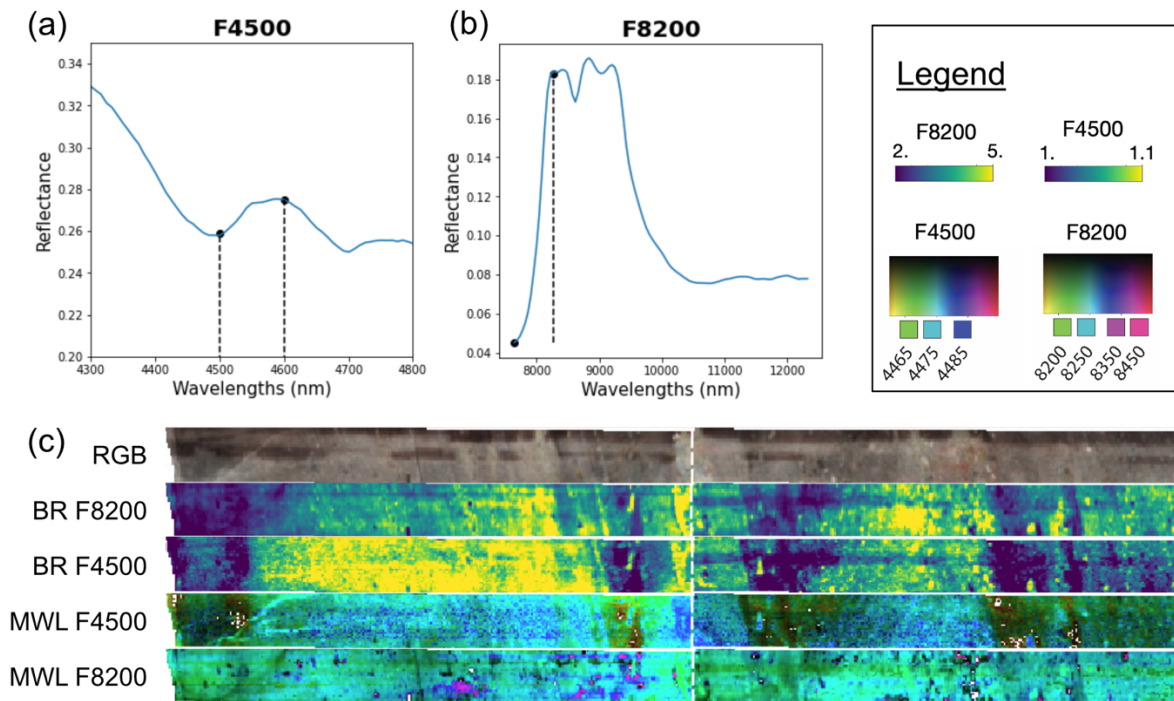 (a)
F4500
Reflectance
0.34
0.32
0.30
0.28
0.26
0.24
0.22
0.20
4300
4400
4500
4600
4700
4800
Wavelengths (nm)
(b)
F8200
Reflectance
0.18
0.16
0.14
0.12
0.10
0.08
0.06
0.04
8000
9000
10000
11000
12000
Wavelengths (nm)
Legend
F8200
2. 5.
F4500
1. 1.1
F4500
4465
4475
4485
F8200
8200
8250
8350
8450
(c)
RGB
BR F8200
BR F4500
MWL F4500
MWL F8200